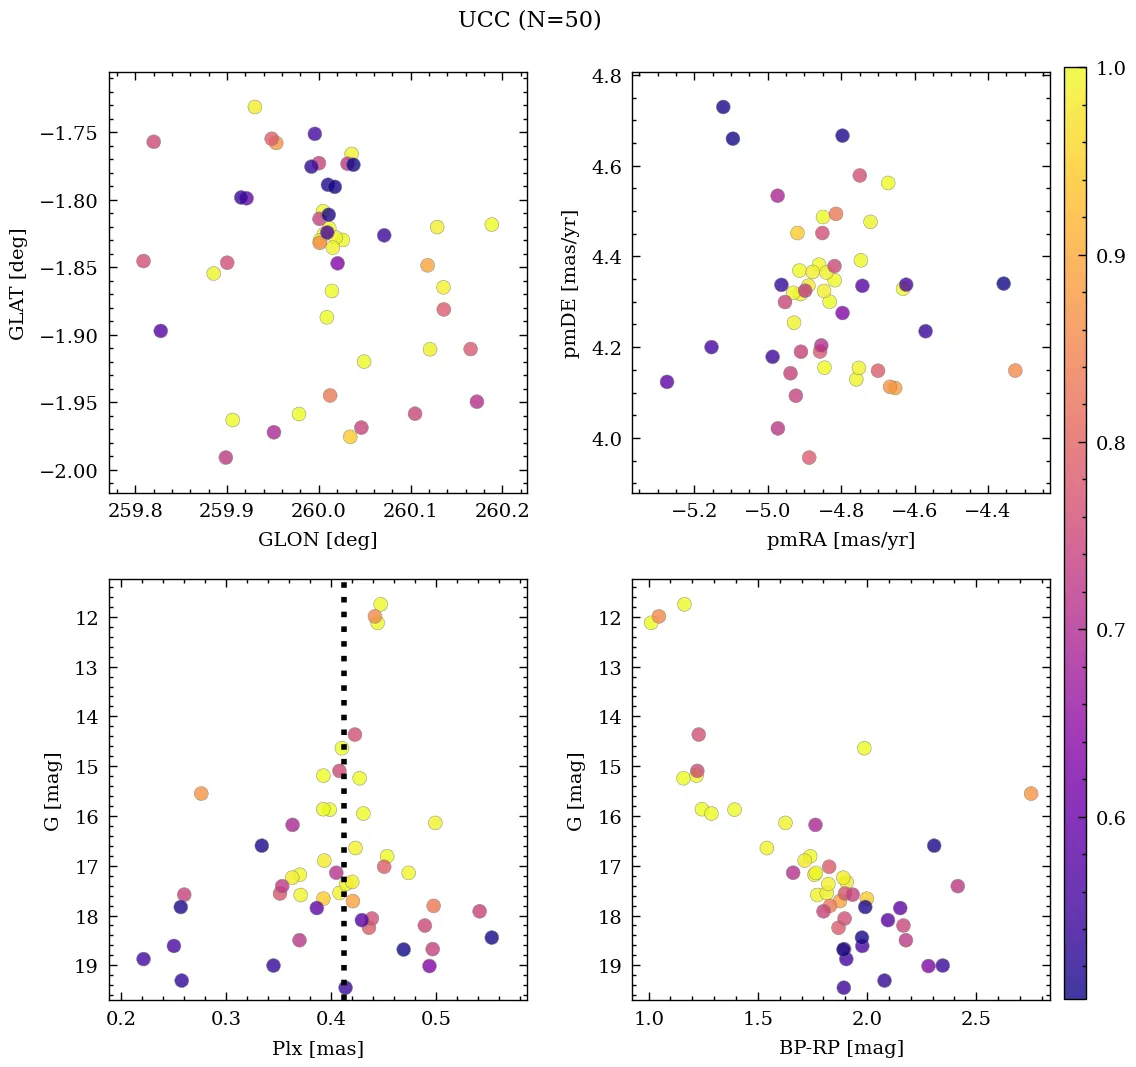 UCC (N=50)
−1.75
−1.80
−1.85
−1.90
−1.95
−2.00
GLAT [deg]
259.8 259.9 260.0 260.1 260.2
GLON [deg]
4.8
4.6
4.4
4.2
4.0
pmDE [mas/yr]
−5.2 −5.0 −4.8 −4.6 −4.4
pmRA [mas/yr]
12
13
14
15
16
17
18
19
G [mag]
0.2 0.3 0.4 0.5
Plx [mas]
12
13
14
15
16
17
18
19
G [mag]
1.0 1.5 2.0 2.5
BP-RP [mag]
1.0
0.9
0.8
0.7
0.6